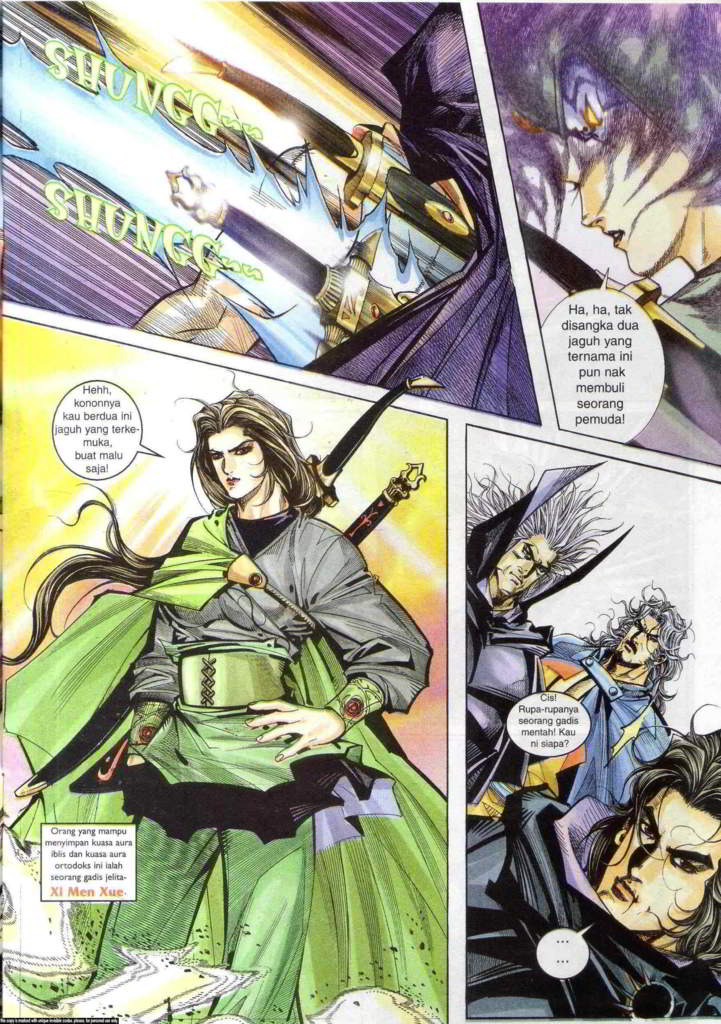 SHUNGG...
SHUNGG...
Ha, ha, tak
disangka dua
jaguh yang
ternama ini
pun nak
membuli
seorang
pemuda!
Hehh,
kononnya
kau berdua ini
jaguh yang terke-
muka, buat malu
saja!
Orang yang mampu
menyimpan kuasa aura
iblis dan kuasa aura
ortodoks ini ialah
seorang gadis jelita-
Xi Men Xue.
Cis!
Rupa-rupanya
seorang gadis
mentah! Kau
ni siapa?
...
...